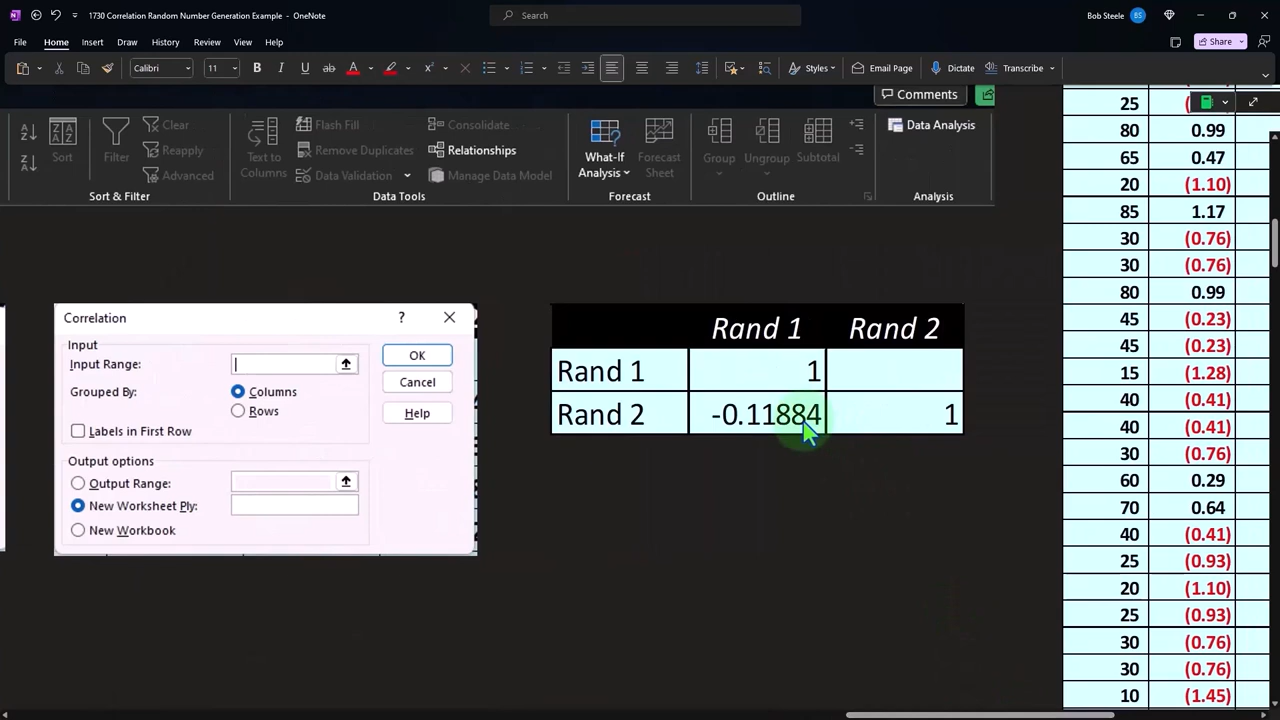 1730 Correlation Random Number Generation Example - OneNote
Search
Bob Steele BS
File Home Insert Draw History Review View Help
Share
Calibri 11 B I U ab A Styles Email Page Dictate Transcribe
Comments
Sort
Filter
Clear
Reapply
Advanced
Sort & Filter
Text to Columns
Flash Fill
Remove Duplicates
Data Validation
Consolidate
Relationships
Manage Data Model
Data Tools
What-If Analysis
Forecast Sheet
Forecast
Group
Ungroup
Subtotal
Outline
Data Analysis
Analysis
Correlation ?
Input
Input Range:
Grouped By: Columns
Rows
Labels in First Row
Output options
Output Range:
New Worksheet Ply:
New Workbook
OK
Cancel
Help
Rand 1 Rand 2
Rand 1 1
Rand 2 -0.11884 1
25
80 0.99
65 0.47
20 (1.10)
85 1.17
30 (0.76)
30 (0.76)
80 0.99
45 (0.23)
45 (0.23)
15 (1.28)
40 (0.41)
40 (0.41)
30 (0.76)
60 0.29
70 0.64
40 (0.41)
25 (0.93)
20 (1.10)
25 (0.93)
30 (0.76)
30 (0.76)
10 (1.45)